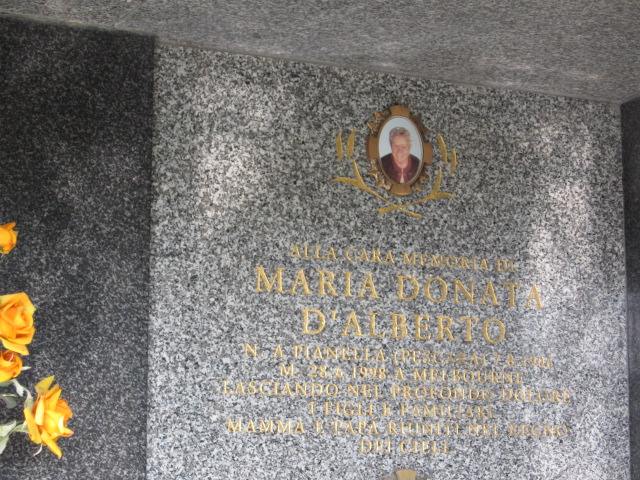 ALLA CARA MEMORIA DI
MARIA DONATA
D'ALBERTO
N. A PIANELLA (PESCARA)
M. 28.4.1998 A MELBOURNE
LASCIANDO NEL PROFONDO DOLORE
I FIGLI E FAMILIARI
MAMMA E PAPA RIUNITI NEL REGNO
DEI CIELI